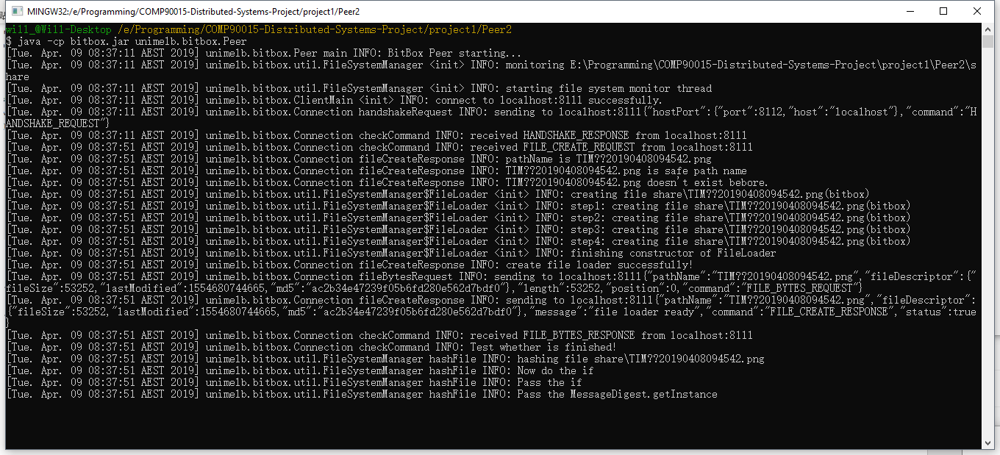 MINGW32:/e/Programming/COMP90015-Distributed-Systems-Project/project1/Peer2
will_@Will-Desktop /e/Programming/COMP90015-Distributed-Systems-Project/project1/Peer2
$ java -cp bitbox.jar unimelb.bitbox.Peer
[Tue. Apr. 09 08:37:11 AEST 2019] unimelb.bitbox.Peer main INFO: BitBox Peer starting...
[Tue. Apr. 09 08:37:11 AEST 2019] unimelb.bitbox.util.FileSystemManager <init> INFO: monitoring E:\Programming\COMP90015-Distributed-Systems-Project\project1\Peer2\s
hare
[Tue. Apr. 09 08:37:11 AEST 2019] unimelb.bitbox.util.FileSystemManager <init> INFO: starting file system monitor thread
[Tue. Apr. 09 08:37:11 AEST 2019] unimelb.bitbox.ClientMain <init> INFO: connect to localhost:8111 successfully.
[Tue. Apr. 09 08:37:11 AEST 2019] unimelb.bitbox.Connection handshakeRequest INFO: sending to localhost:8111{"hostPort":{"port":8112,"host":"localhost"},"command":"H
ANDSHAKE_REQUEST"}
[Tue. Apr. 09 08:37:11 AEST 2019] unimelb.bitbox.Connection checkCommand INFO: received HANDSHAKE_RESPONSE from localhost:8111
[Tue. Apr. 09 08:37:51 AEST 2019] unimelb.bitbox.Connection checkCommand INFO: received FILE_CREATE_REQUEST from localhost:8111
[Tue. Apr. 09 08:37:51 AEST 2019] unimelb.bitbox.Connection fileCreateResponse INFO: pathName is TIM??20190408094542.png
[Tue. Apr. 09 08:37:51 AEST 2019] unimelb.bitbox.Connection fileCreateResponse INFO: TIM??20190408094542.png is safe path name
[Tue. Apr. 09 08:37:51 AEST 2019] unimelb.bitbox.Connection fileCreateResponse INFO: TIM??20190408094542.png doesn't exist bebore.
[Tue. Apr. 09 08:37:51 AEST 2019] unimelb.bitbox.util.FileSystemManager$FileLoader <init> INFO: creating file share\TIM??20190408094542.png(bitbox)
[Tue. Apr. 09 08:37:51 AEST 2019] unimelb.bitbox.util.FileSystemManager$FileLoader <init> INFO: step1: creating file share\TIM??20190408094542.png(bitbox)
[Tue. Apr. 09 08:37:51 AEST 2019] unimelb.bitbox.util.FileSystemManager$FileLoader <init> INFO: step2: creating file share\TIM??20190408094542.png(bitbox)
[Tue. Apr. 09 08:37:51 AEST 2019] unimelb.bitbox.util.FileSystemManager$FileLoader <init> INFO: step3: creating file share\TIM??20190408094542.png(bitbox)
[Tue. Apr. 09 08:37:51 AEST 2019] unimelb.bitbox.util.FileSystemManager$FileLoader <init> INFO: step4: creating file share\TIM??20190408094542.png(bitbox)
[Tue. Apr. 09 08:37:51 AEST 2019] unimelb.bitbox.util.FileSystemManager$FileLoader <init> INFO: finishing constructor of FileLoader
[Tue. Apr. 09 08:37:51 AEST 2019] unimelb.bitbox.Connection fileCreateResponse INFO: create file loader successfully!
[Tue. Apr. 09 08:37:51 AEST 2019] unimelb.bitbox.Connection fileBytesRequest INFO: sending to localhost:8111{"pathName":"TIM??20190408094542.png","fileDescriptor":{"
fileSize":53252,"lastModified":1554680744665,"md5":"ac2b34e47239f05b6fd280e562d7bdf0"},"length":53252,"position":0,"command":"FILE_BYTES_REQUEST"}
[Tue. Apr. 09 08:37:51 AEST 2019] unimelb.bitbox.Connection fileCreateResponse INFO: sending to localhost:8111{"pathName":"TIM??20190408094542.png","fileDescriptor":
{"fileSize":53252,"lastModified":1554680744665,"md5":"ac2b34e47239f05b6fd280e562d7bdf0"},"message":"file loader ready","command":"FILE_CREATE_RESPONSE","status":true
}
[Tue. Apr. 09 08:37:51 AEST 2019] unimelb.bitbox.Connection checkCommand INFO: received FILE_BYTES_RESPONSE from localhost:8111
[Tue. Apr. 09 08:37:51 AEST 2019] unimelb.bitbox.Connection checkCommand INFO: Test whether is finished!
[Tue. Apr. 09 08:37:51 AEST 2019] unimelb.bitbox.util.FileSystemManager hashFile INFO: hashing file share\TIM??20190408094542.png
[Tue. Apr. 09 08:37:51 AEST 2019] unimelb.bitbox.util.FileSystemManager hashFile INFO: Now do the if
[Tue. Apr. 09 08:37:51 AEST 2019] unimelb.bitbox.util.FileSystemManager hashFile INFO: Pass the if
[Tue. Apr. 09 08:37:51 AEST 2019] unimelb.bitbox.util.FileSystemManager hashFile INFO: Pass the MessageDigest.getInstance